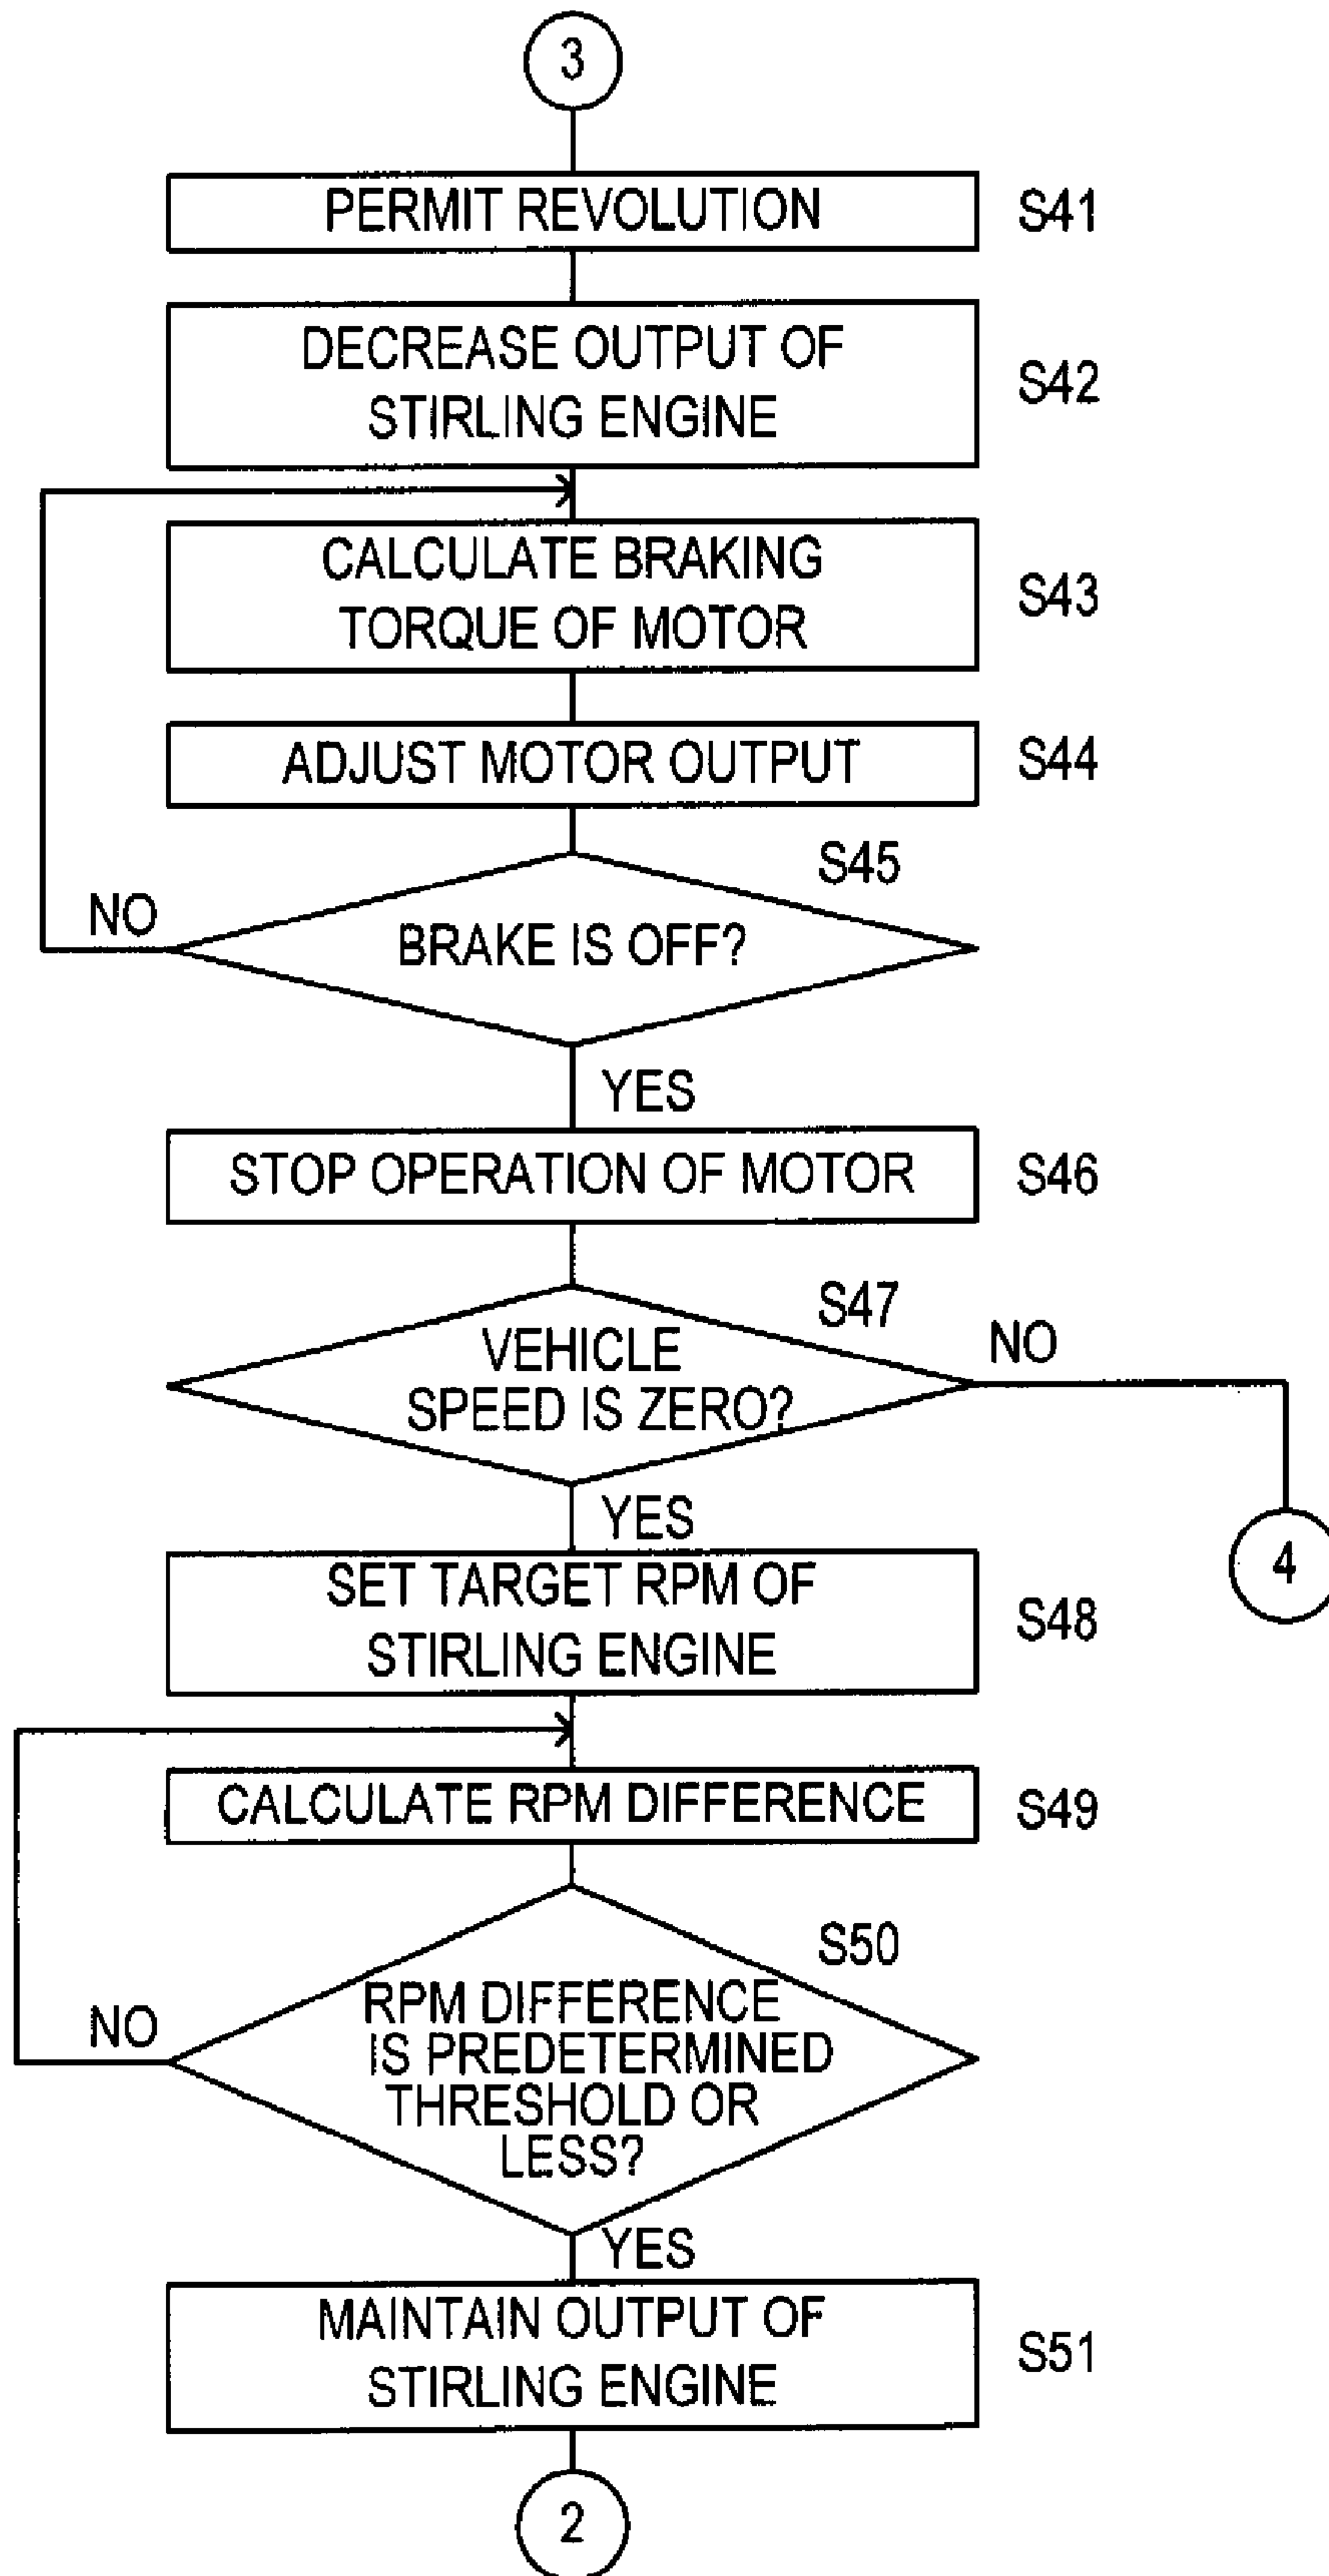 3
PERMIT REVOLUTION
S41
DECREASE OUTPUT OF
STIRLING ENGINE
S42
CALCULATE BRAKING
TORQUE OF MOTOR
S43
ADJUST MOTOR OUTPUT
S44
S45
NO
BRAKE IS OFF?
YES
STOP OPERATION OF MOTOR
S46
S47
NO
VEHICLE
SPEED IS ZERO?
YES
4
SET TARGET RPM OF
STIRLING ENGINE
S48
CALCULATE RPM DIFFERENCE
S49
S50
NO
RPM DIFFERENCE
IS PREDETERMINED
THRESHOLD OR
LESS?
YES
MAINTAIN OUTPUT OF
STIRLING ENGINE
S51
2